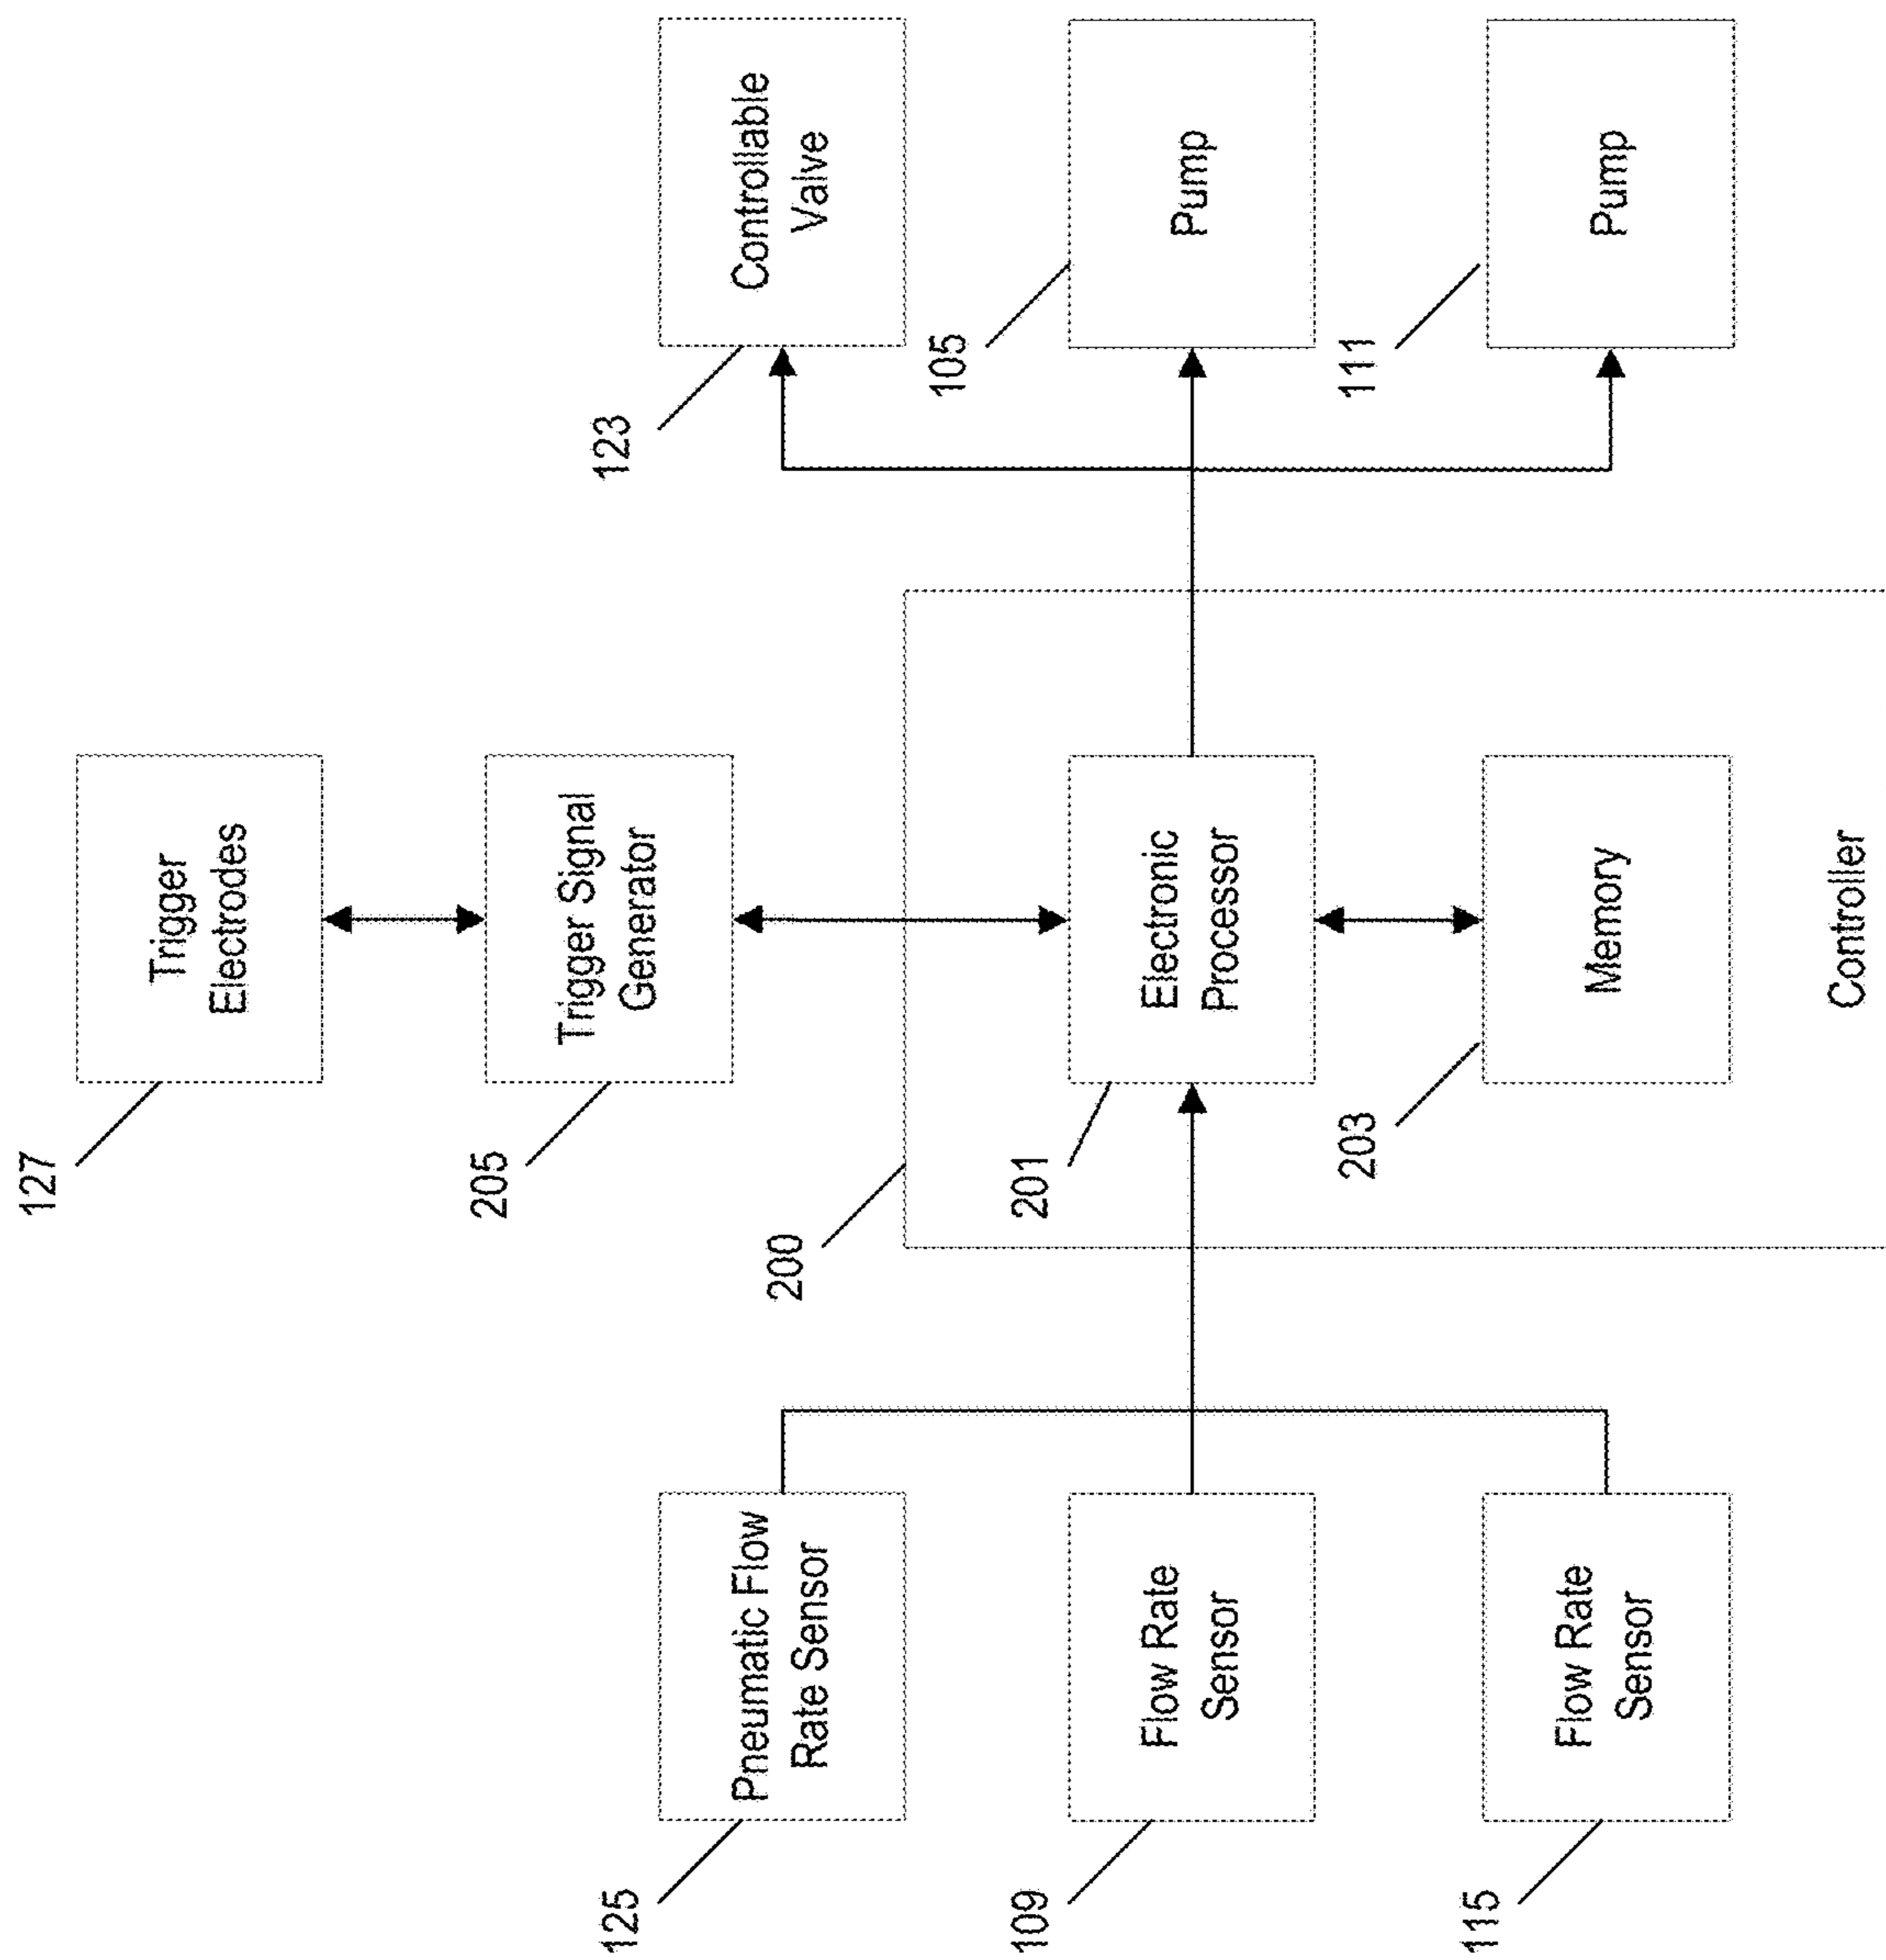 127
Trigger
Electrodes
205
Trigger Signal
Generator
125
Pneumatic Flow
Rate Sensor
200
123
Controllable
Valve
109
Flow Rate
Sensor
201
Electronic
Processor
105
Pump
115
Flow Rate
Sensor
203
Memory
111
Pump
Controller